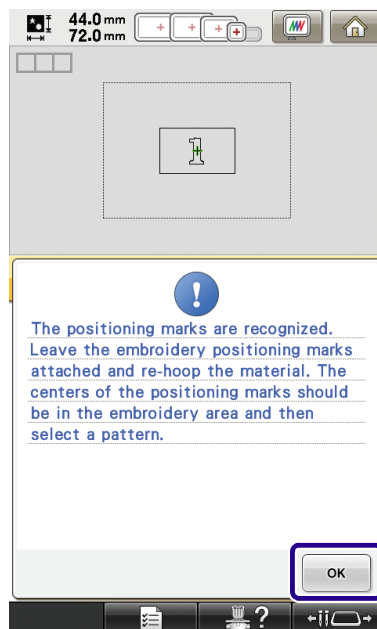 44.0 mm
72.0 mm
1
The positioning marks are recognized.
Leave the embroidery positioning marks
attached and re-hoop the material. The
centers of the positioning marks should
be in the embroidery area and then
select a pattern.
OK
?